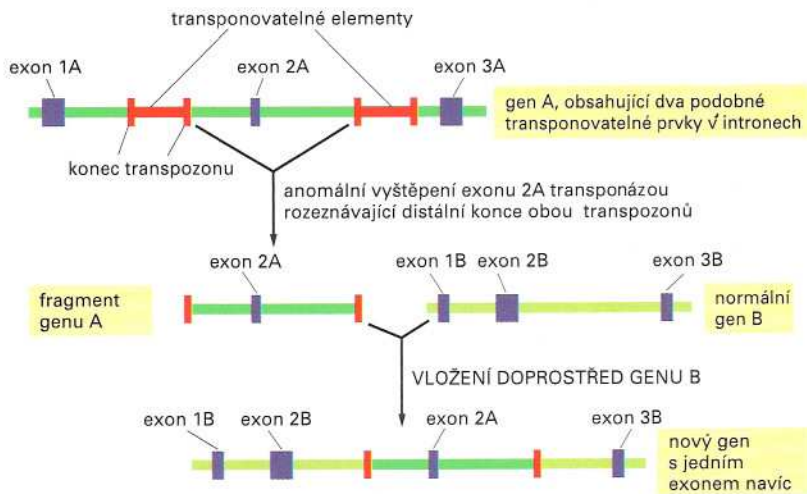 transponovatelné elementy
exon 1A
exon 2A
exon 3A
gen A, obsahující dva podobné
transponovatelné prvky v intronech
konec transpozonu
anomální vyštěpení exonu 2A transponázou
rozeznávající distální konce obou transpozonů
exon 2A
exon 1B
exon 2B
exon 3B
fragment
genu A
normální
gen B
VLOŽENÍ DOPROSTŘED GENU B
exon 1B
exon 2B
exon 2A
exon 3B
nový gen
s jedním
exonem navíc